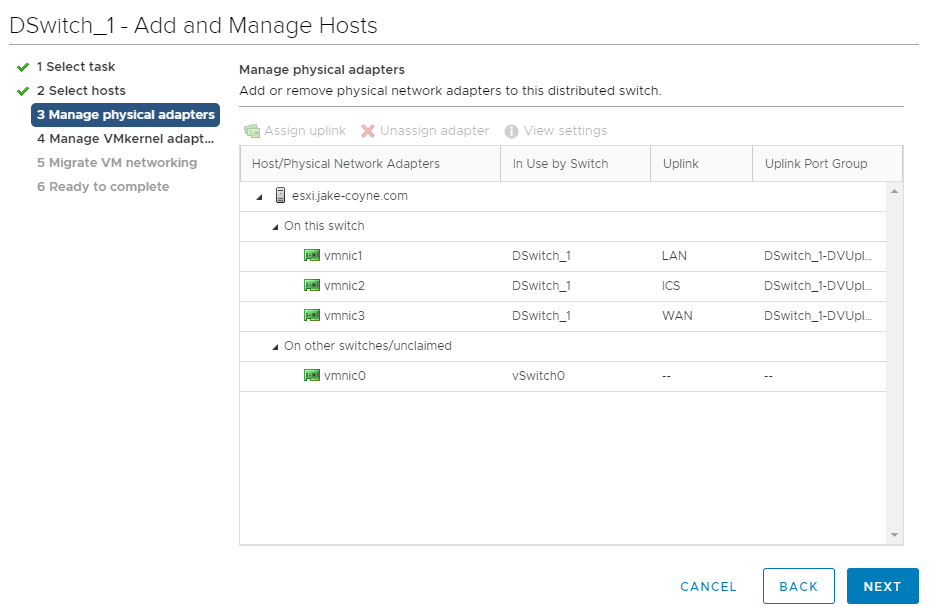 DSwitch_1 - Add and Manage Hosts
1 Select task
2 Select hosts
3 Manage physical adapters
4 Manage VMkernel adapt...
5 Migrate VM networking
6 Ready to complete
Manage physical adapters
Add or remove physical network adapters to this distributed switch.
Assign uplink Unassign adapter View settings
Host/Physical Network Adapters In Use by Switch Uplink Uplink Port Group
esxi.jake-coyne.com
On this switch
vmnic1 DSwitch_1 LAN DSwitch_1-DVUpl...
vmnic2 DSwitch_1 ICS DSwitch_1-DVUpl...
vmnic3 DSwitch_1 WAN DSwitch_1-DVUpl...
On other switches/unclaimed
vmnic0 vSwitch0 -- --
CANCEL BACK NEXT